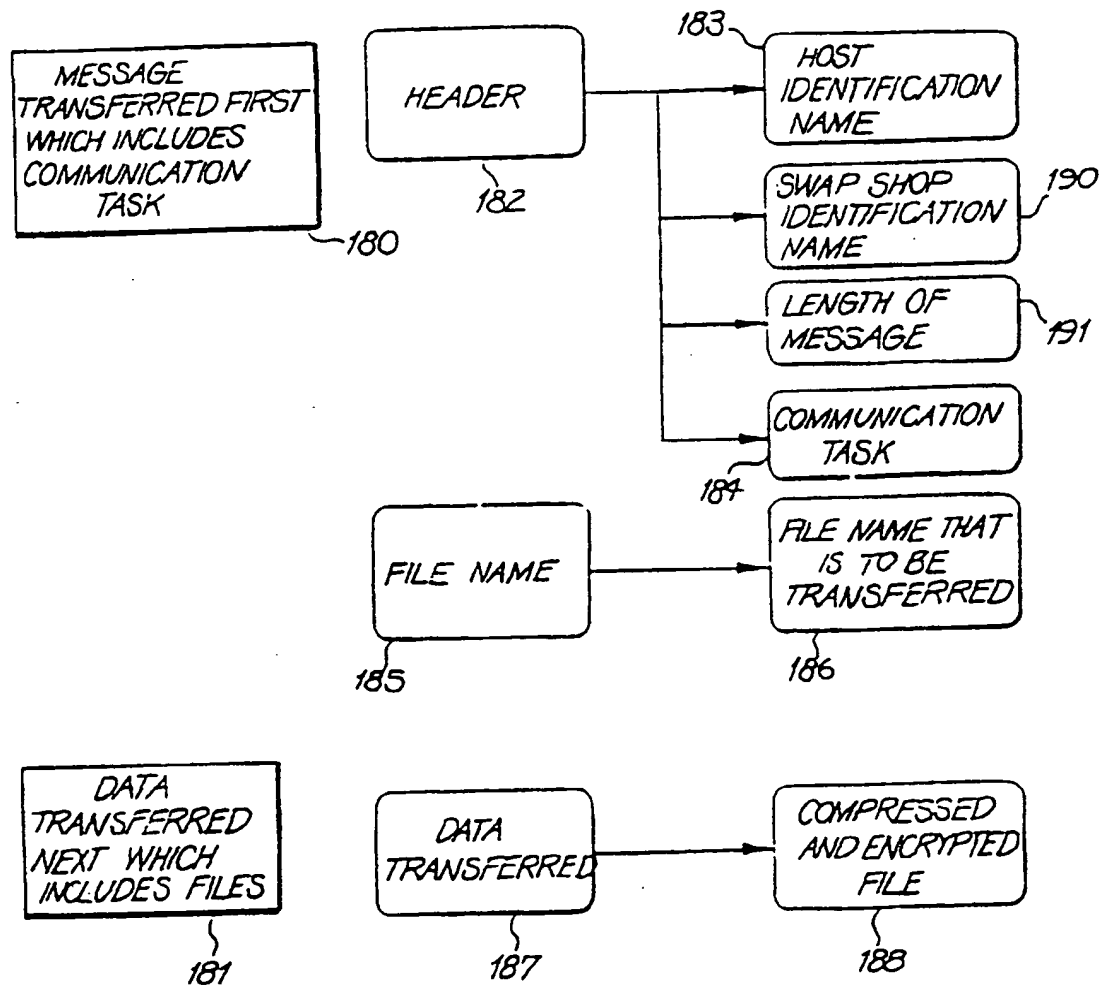 MESSAGE
TRANSFERRED FIRST
WHICH INCLUDES
COMMUNICATION
TASK
180
HEADER
182
183
HOST
IDENTIFICATION
NAME
SWAP SHOP
IDENTIFICATION
NAME
190
LENGTH OF
MESSAGE
191
COMMUNICATION
TASK
184
FILE NAME
185
FILE NAME THAT
IS TO BE
TRANSFERRED
186
DATA
TRANSFERRED
NEXT WHICH
INCLUDES FILES
181
DATA
TRANSFERRED
187
COMPRESSED
AND ENCRYPTED
FILE
188